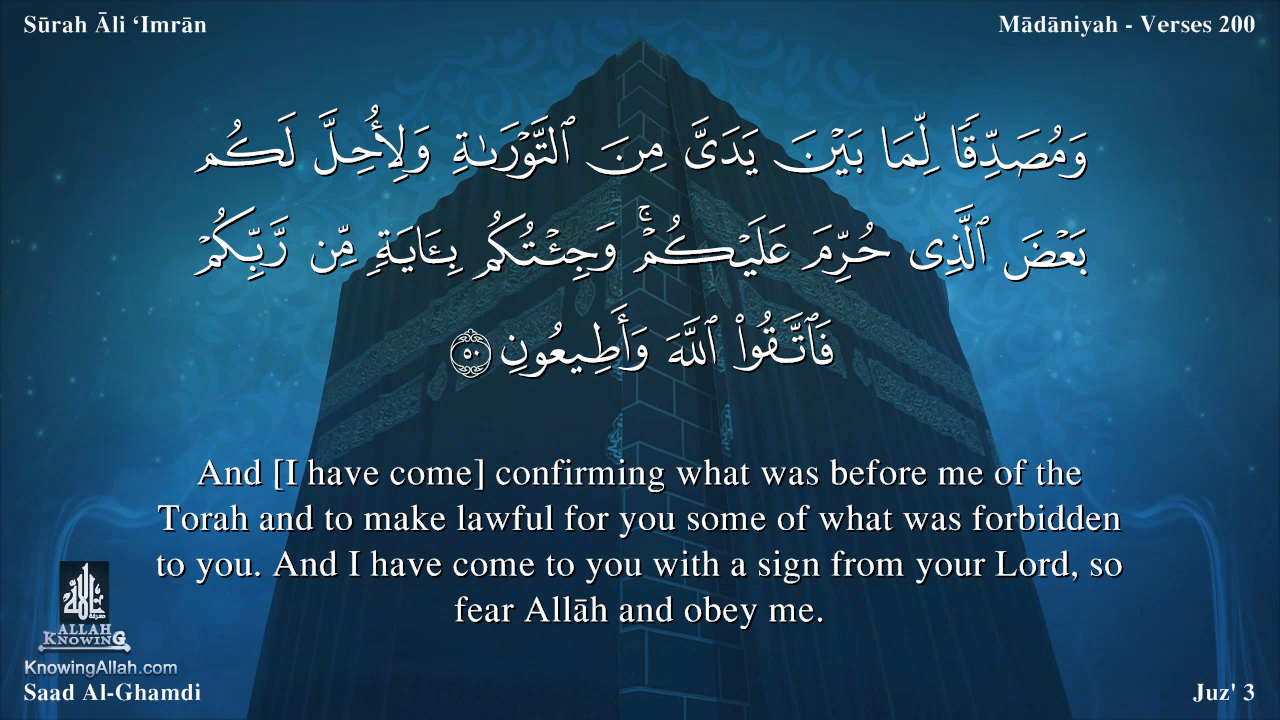 Sūrah Āli ‘Imrān
Mādāniyah - Verses 200
وَمُصَدِّقًا لِّمَا بَيْنَ يَدَىَّ مِنَ ٱلتَّوْرَىٰةِ وَلِأُحِلَّ لَكُم
بَعْضَ ٱلَّذِى حُرِّمَ عَلَيْكُمْ ۚ وَجِئْتُكُم بِـَٔايَةٍ مِّن رَّبِّكُمْ
فَٱتَّقُوا۟ ٱللَّهَ وَأَطِيعُونِ ٥٠
And [I have come] confirming what was before me of the
Torah and to make lawful for you some of what was forbidden
to you. And I have come to you with a sign from your Lord, so
fear Allāh and obey me.
ALLAH
KNOWING
KnowingAllah.com
Saad Al-Ghamdi
Juz' 3